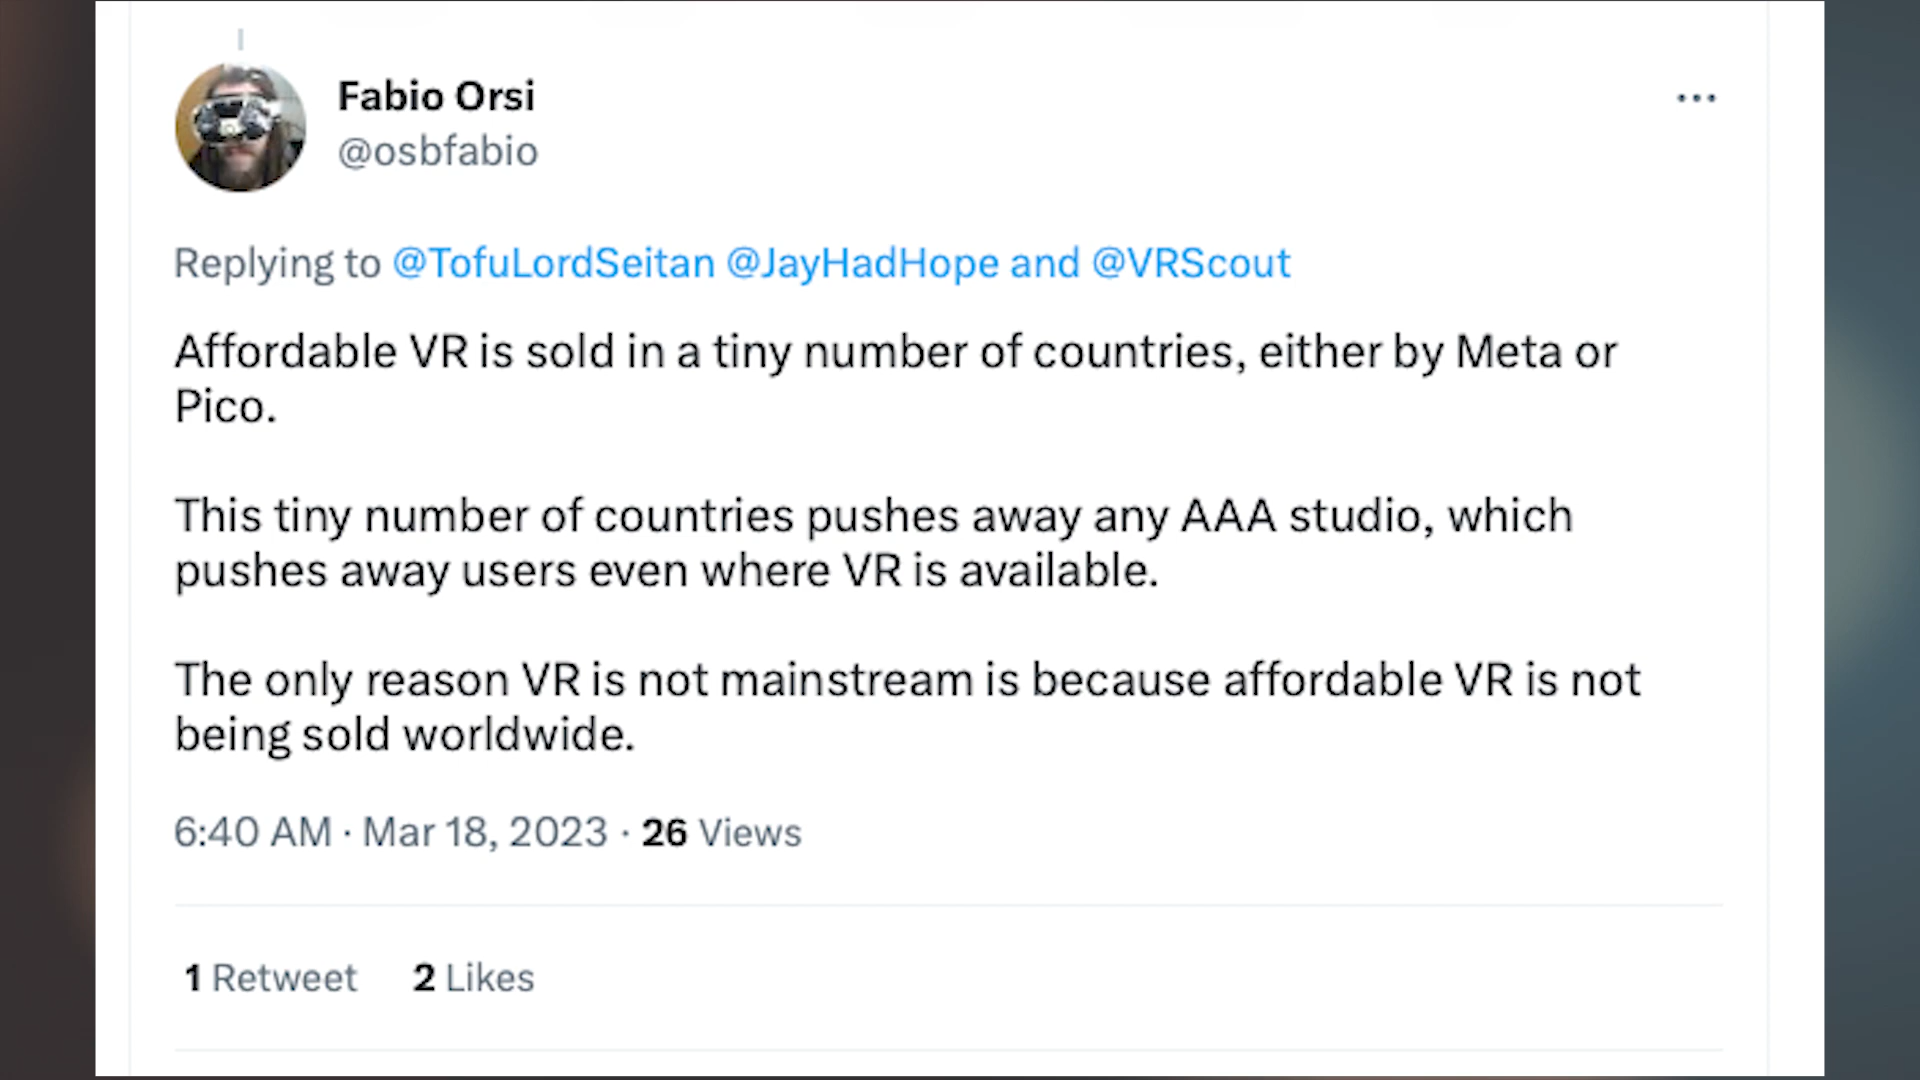 Fabio Orsi
@osbfabio
Replying to @TofuLordSeitan @JayHadHope and @VRScout
Affordable VR is sold in a tiny number of countries, either by Meta or
Pico.
This tiny number of countries pushes away any AAA studio, which
pushes away users even where VR is available.
The only reason VR is not mainstream is because affordable VR is not
being sold worldwide.
6:40 AM · Mar 18, 2023 · 26 Views
1 Retweet 2 Likes